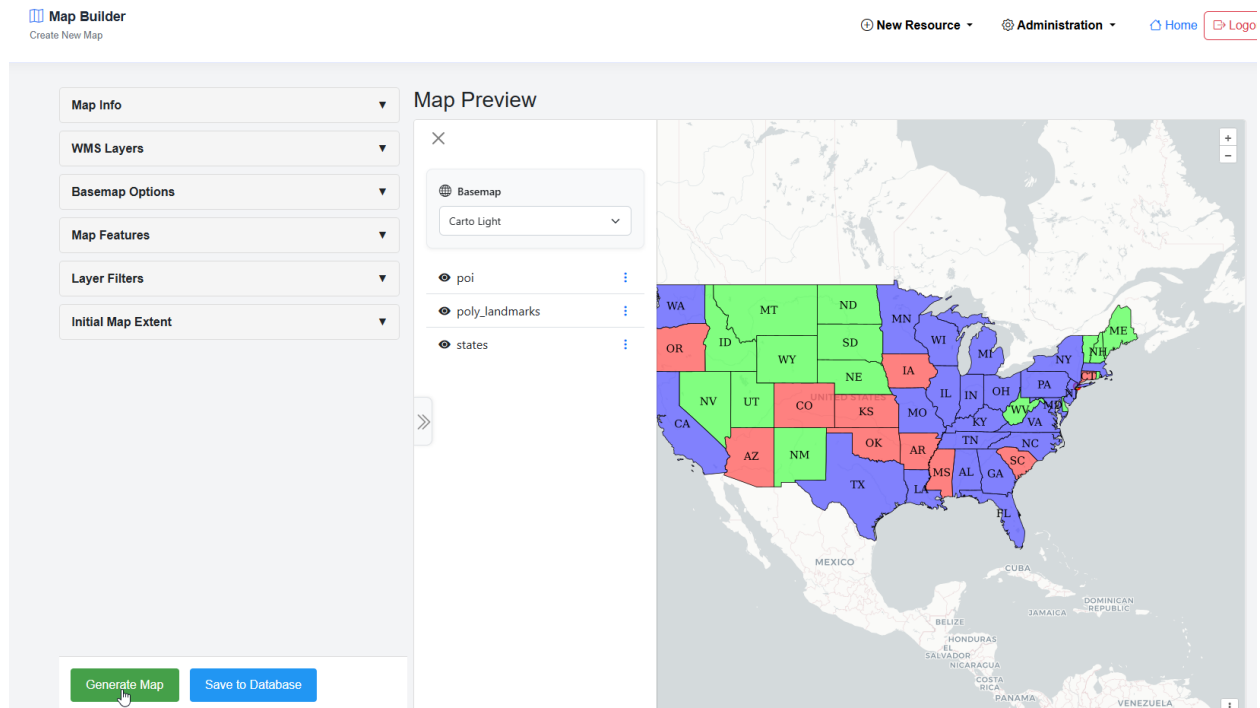 Map Builder
Create New Map
New Resource
Administration
Home
Logo
Map Info
WMS Layers
Basemap Options
Map Features
Layer Filters
Initial Map Extent
Generate Map
Save to Database
Map Preview
Basemap
Carto Light
poi
poly_landmarks
states
+
−
WA
MT
ND
MN
ME
OR
ID
SD
WI
MI
NY
NH
WY
IA
CT
NE
NV
UT
CO
UNITED STATES
KS
MO
IL
IN
OH
PA
NJ
MD
WV
VA
KY
CA
AZ
NM
OK
AR
TN
NC
SC
TX
LA
MS
AL
GA
FL
MEXICO
CUBA
DOMINICAN
REPUBLIC
JAMAICA
BELIZE
HONDURAS
EL
SALVADOR
NICARAGUA
COSTA
RICA
PANAMA
VENEZUELA